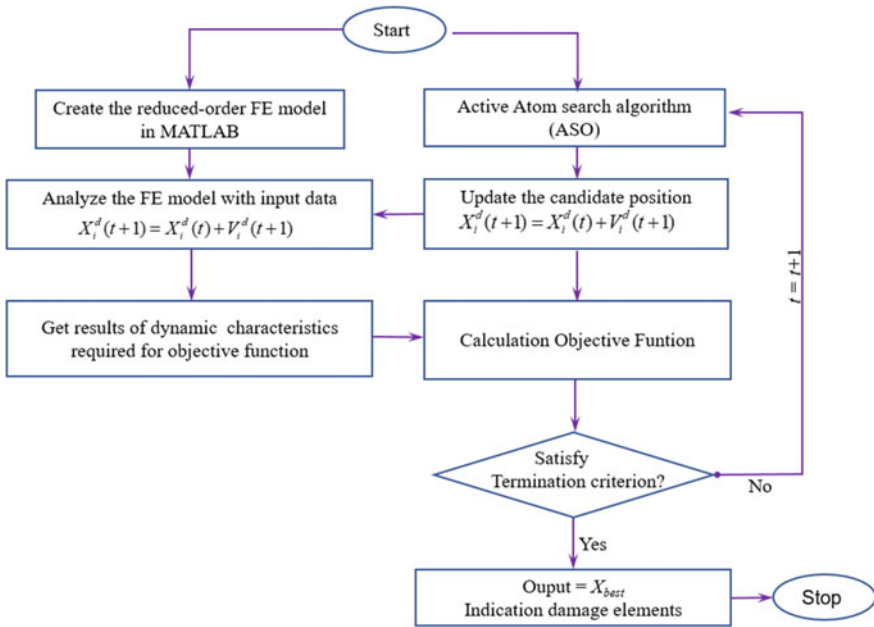 Start
Create the reduced-order FE model
in MATLAB
Active Atom search algorithm
(ASO)
Analyze the FE model with input data
X_i^d(t+1) = X_i^d(t) + V_i^d(t+1)
Update the candidate position
X_i^d(t+1) = X_i^d(t) + V_i^d(t+1)
t = t+1
Get results of dynamic characteristics
required for objective function
Calculation Objective Funtion
Satisfy
Termination criterion?
No
Yes
Ouput = X_best
Indication damage elements
Stop